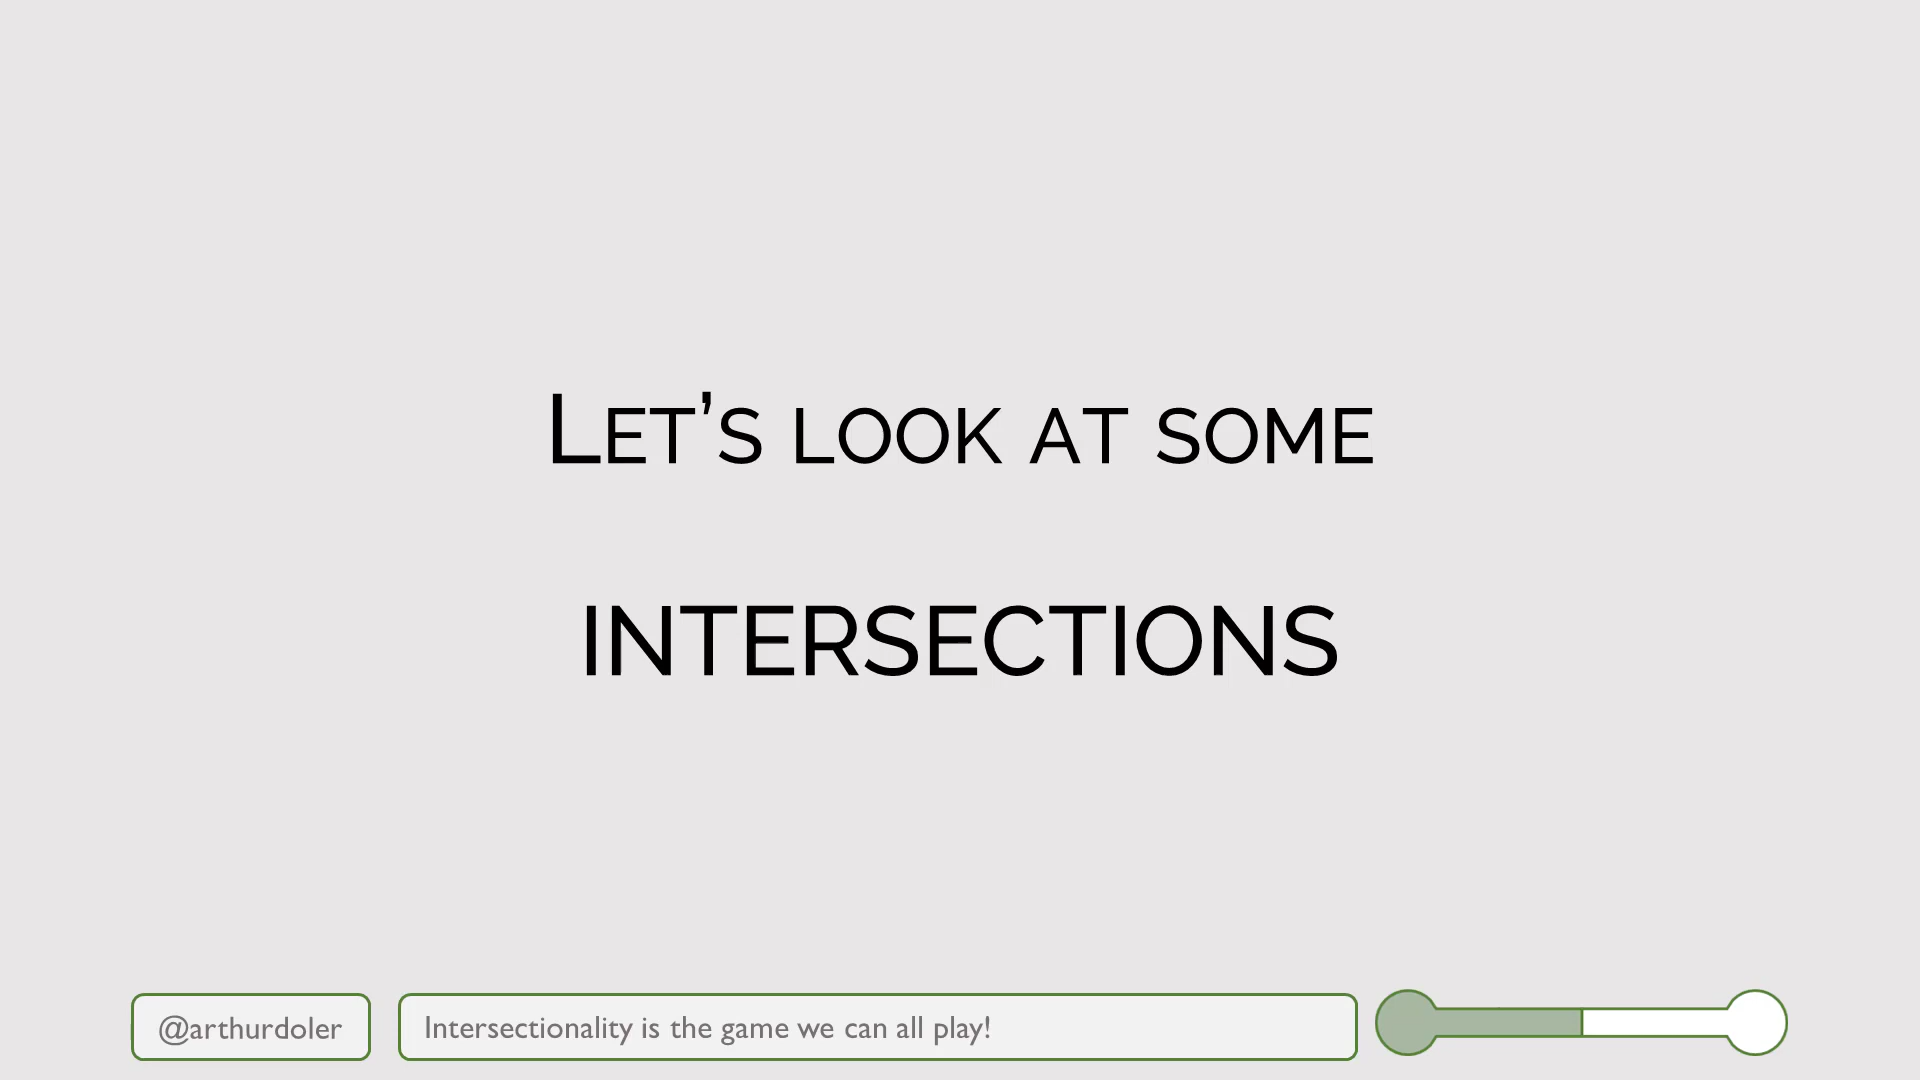 Let’s look at some
INTERSECTIONS
@arthurdoler
Intersectionality is the game we can all play!